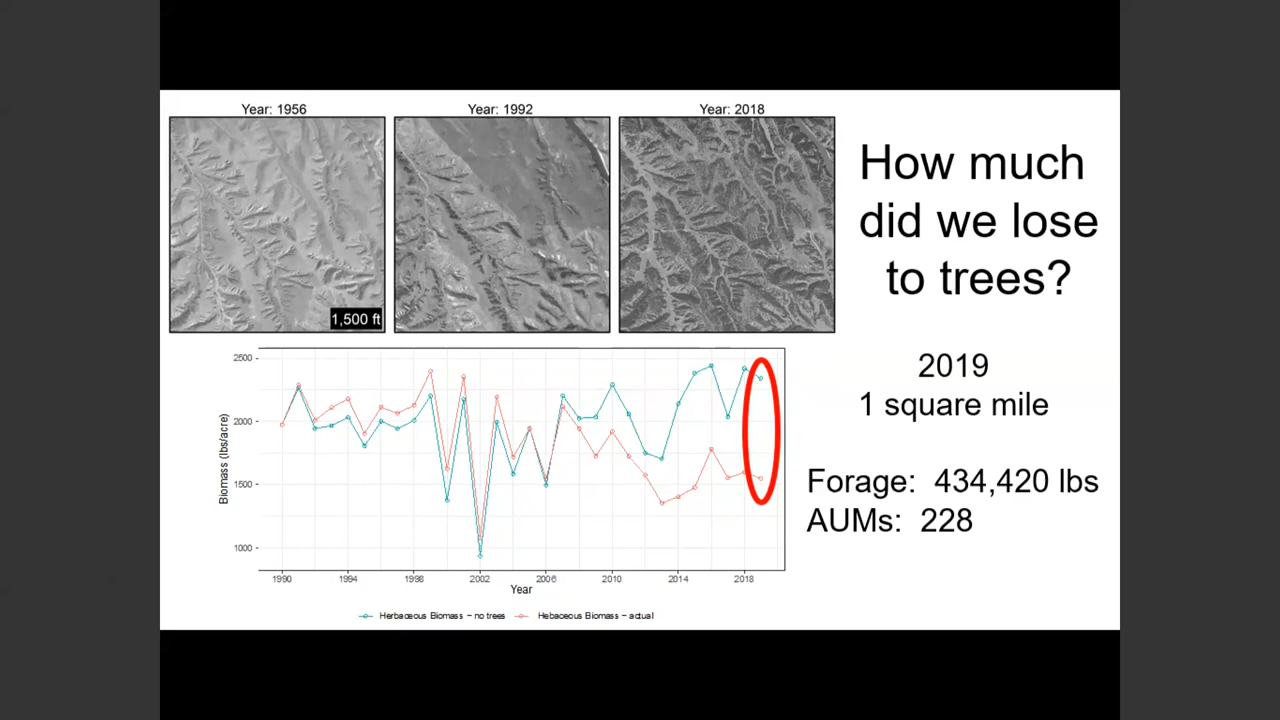 Year: 1956
Year: 1992
Year: 2018
1,500 ft
How much
did we lose
to trees?
2019
1 square mile
Forage: 434,420 lbs
AUMs: 228
Biomass (lbs/acre)
2500
2000
1500
1000
1990 1994 1998 2002 2006 2010 2014 2018
Year
Herbaceous Biomass − no trees Hebaceous Biomass − actual